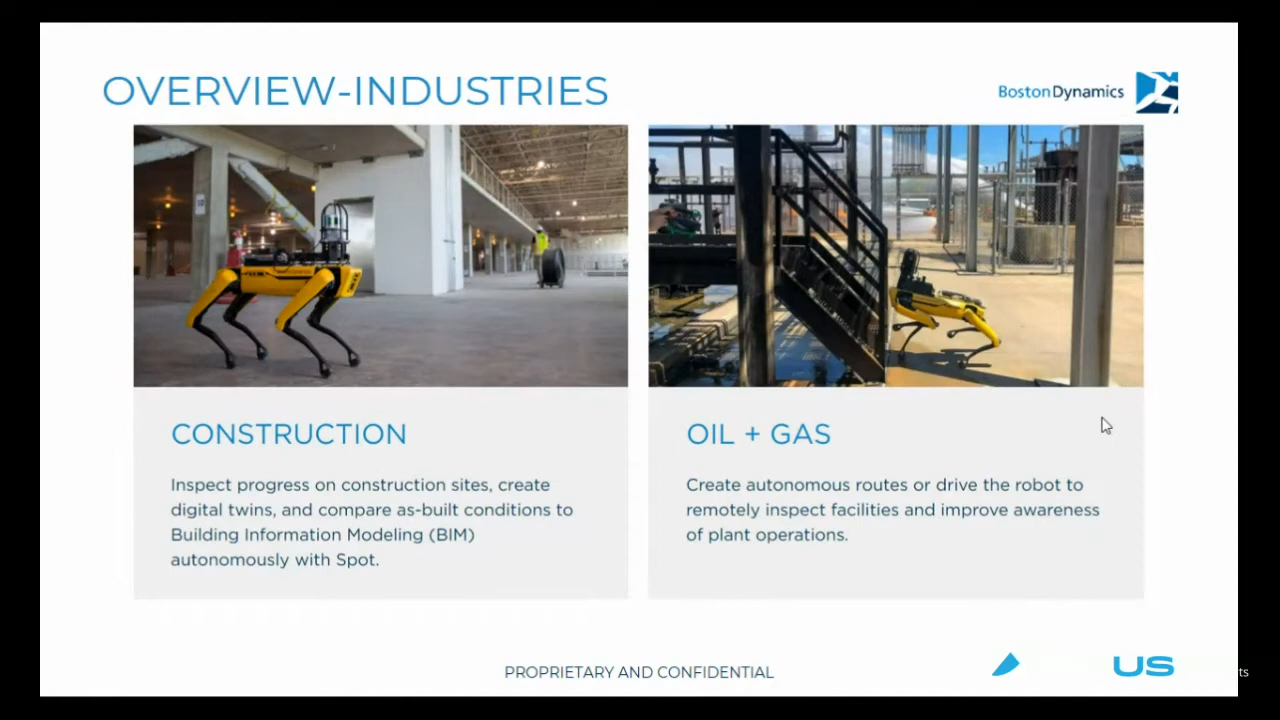 OVERVIEW-INDUSTRIES
BostonDynamics
CONSTRUCTION
Inspect progress on construction sites, create
digital twins, and compare as-built conditions to
Building Information Modeling (BIM)
autonomously with Spot.
OIL + GAS
Create autonomous routes or drive the robot to
remotely inspect facilities and improve awareness
of plant operations.
PROPRIETARY AND CONFIDENTIAL
US
ts